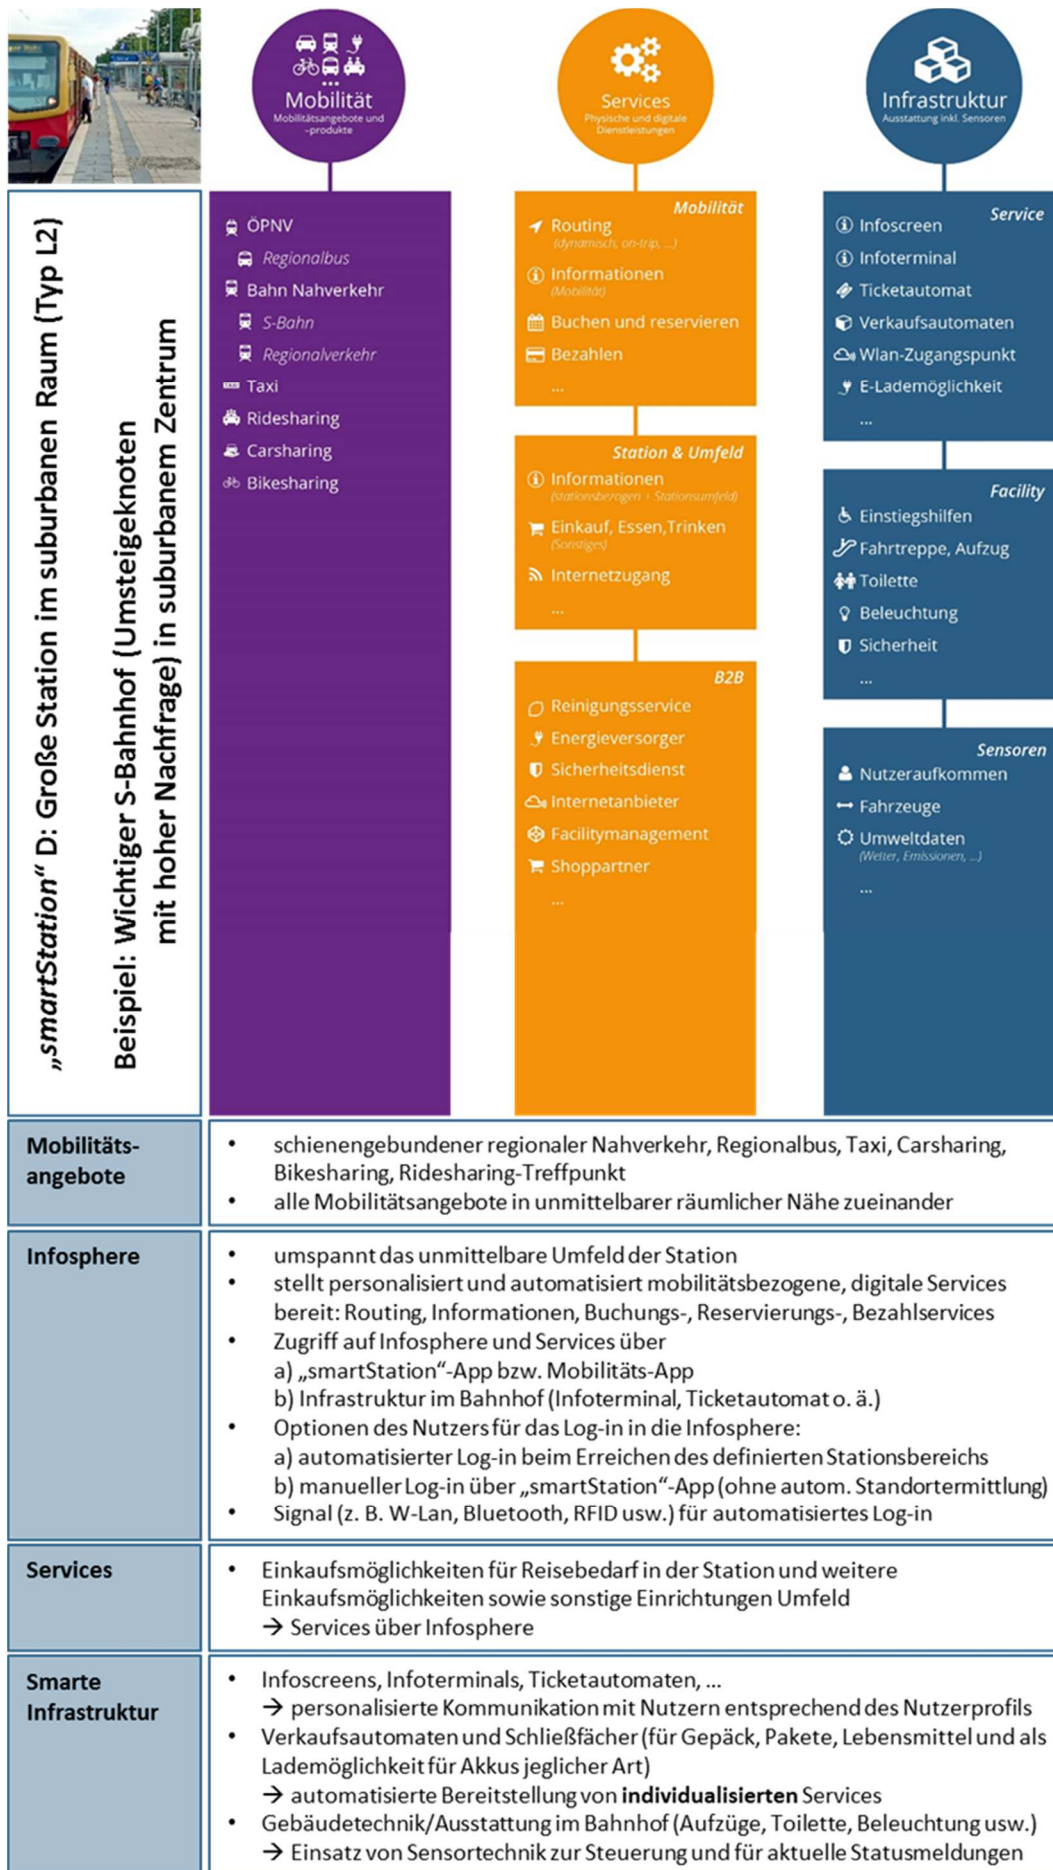 Mobilität
Mobilitätsangebote und
–produkte
Services
Physische und digitale
Dienstleistungen
Infrastruktur
Ausstattung inkl. Sensoren
„smartStation“ D: Große Station im suburbanen Raum (Typ L2)
Beispiel: Wichtiger S-Bahnhof (Umsteigeknoten
mit hoher Nachfrage) in suburbanem Zentrum
ÖPNV
Regionalbus
Bahn Nahverkehr
S-Bahn
Regionalverkehr
TAXI Taxi
Ridesharing
Carsharing
Bikesharing
Mobilität
Routing
(dynamisch, on-trip, ...)
Informationen
(Mobilität)
Buchen und reservieren
Bezahlen
...
Station & Umfeld
Informationen
(stationsbezogen + Stationsumfeld)
Einkauf, Essen,Trinken
(Sonstiges)
Internetzugang
...
B2B
Reinigungsservice
Energieversorger
Sicherheitsdienst
Internetanbieter
Facilitymanagement
Shoppartner
...
Service
Infoscreen
Infoterminal
Ticketautomat
Verkaufsautomaten
Wlan-Zugangspunkt
E-Lademöglichkeit
...
Facility
Einstiegshilfen
Fahrtreppe, Aufzug
Toilette
Beleuchtung
Sicherheit
...
Sensoren
Nutzeraufkommen
Fahrzeuge
Umweltdaten
(Wetter, Emissionen, ...)
...
Mobilitäts-
angebote
• schienengebundener regionaler Nahverkehr, Regionalbus, Taxi, Carsharing,
Bikesharing, Ridesharing-Treffpunkt
• alle Mobilitätsangebote in unmittelbarer räumlicher Nähe zueinander
Infosphere
• umspannt das unmittelbare Umfeld der Station
• stellt personalisiert und automatisiert mobilitätsbezogene, digitale Services
bereit: Routing, Informationen, Buchungs-, Reservierungs-, Bezahlservices
• Zugriff auf Infosphere und Services über
a) „smartStation“-App bzw. Mobilitäts-App
b) Infrastruktur im Bahnhof (Infoterminal, Ticketautomat o. ä.)
• Optionen des Nutzers für das Log-in in die Infosphere:
a) automatisierter Log-in beim Erreichen des definierten Stationsbereichs
b) manueller Log-in über „smartStation“-App (ohne autom. Standortermittlung)
• Signal (z. B. W-Lan, Bluetooth, RFID usw.) für automatisiertes Log-in
Services
• Einkaufsmöglichkeiten für Reisebedarf in der Station und weitere
Einkaufsmöglichkeiten sowie sonstige Einrichtungen Umfeld
→ Services über Infosphere
Smarte
Infrastruktur
• Infoscreens, Infoterminals, Ticketautomaten, ...
→ personalisierte Kommunikation mit Nutzern entsprechend des Nutzerprofils
• Verkaufsautomaten und Schließfächer (für Gepäck, Pakete, Lebensmittel und als
Lademöglichkeit für Akkus jeglicher Art)
→ automatisierte Bereitstellung von individualisierten Services
• Gebäudetechnik/Ausstattung im Bahnhof (Aufzüge, Toilette, Beleuchtung usw.)
→ Einsatz von Sensortechnik zur Steuerung und für aktuelle Statusmeldungen